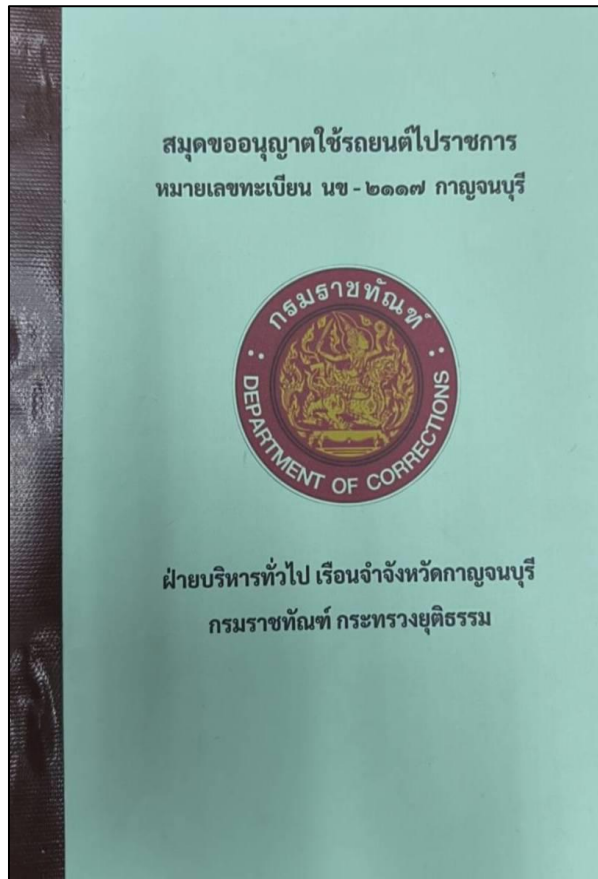 สมุดขออนุญาตใช้รถยนต์ไปราชการ
หมายเลขทะเบียน นข - ๒๑๑๗ กาญจนบุรี
กรมราชทัณฑ์
DEPARTMENT OF CORRECTIONS
ฝ่ายบริหารทั่วไป เรือนจำจังหวัดกาญจนบุรี
กรมราชทัณฑ์ กระทรวงยุติธรรม